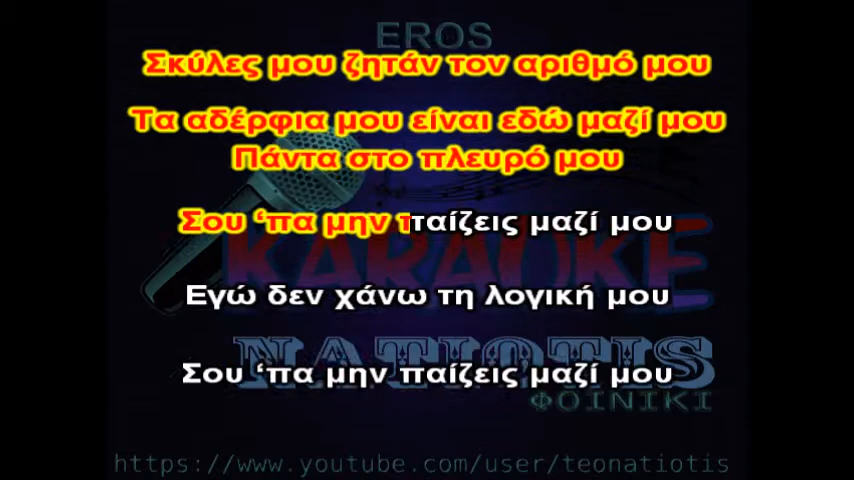 EROS
Σκύλες μου ζητάν τον αριθμό μου
Τα αδέρφια μου είναι εδώ μαζί μου
Πάντα στο πλευρό μου
Σου ‘πα μην παίζεις μαζί μου
KARAOKE
Εγώ δεν χάνω τη λογική μου
NATIOTIS
Σου ‘πα μην παίζεις μαζί μου
ΦOINIKI
https://www.youtube.com/user/teonatiotis